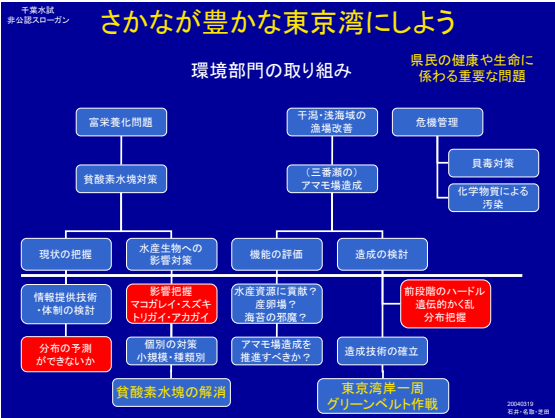 千葉水試
非公認スローガン
さかなが豊かな東京湾にしよう
環境部門の取り組み
県民の健康や生命に
係わる重要な問題
富栄養化問題
干潟・浅海域の
漁場改善
危機管理
貝毒対策
貧酸素水塊対策
(三番瀬の)
アマモ場造成
化学物質による
汚染
現状の把握
水産生物への
影響対策
機能の評価
造成の検討
情報提供技術
・体制の検討
影響把握
マコガレイ・スズキ
トリガイ・アカガイ
水産資源に貢献?
産卵場?
海苔の邪魔?
前段階のハードル
遺伝的かく乱
分布把握
分布の予測
ができないか
個別の対策
小規模・種類別
アマモ場造成を
推進すべきか?
造成技術の確立
貧酸素水塊の解消
東京湾岸一周
グリーンベルト作戦
20040319
石井・名取・芝田